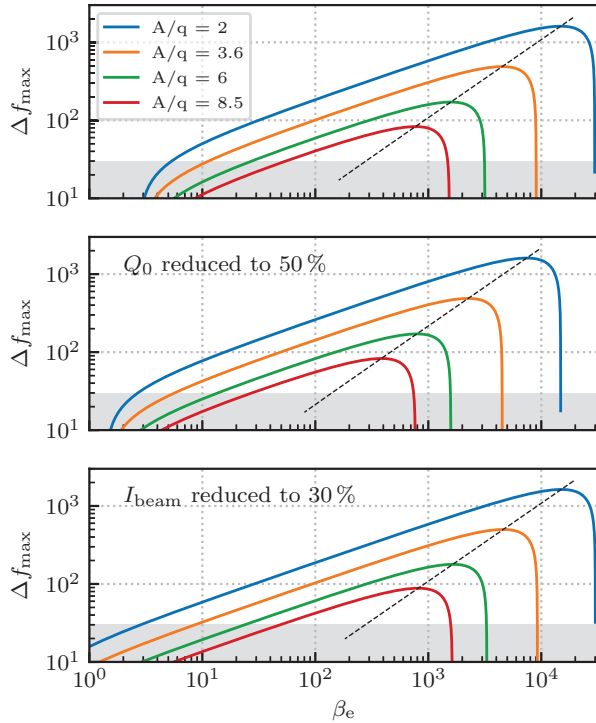 10³
10²
10¹
Δf_max
A/q = 2
A/q = 3.6
A/q = 6
A/q = 8.5
10³
10²
10¹
Δf_max
Q₀ reduced to 50 %
10³
10²
10¹
Δf_max
I_beam reduced to 30 %
10⁰ 10¹ 10² 10³ 10⁴
β_e